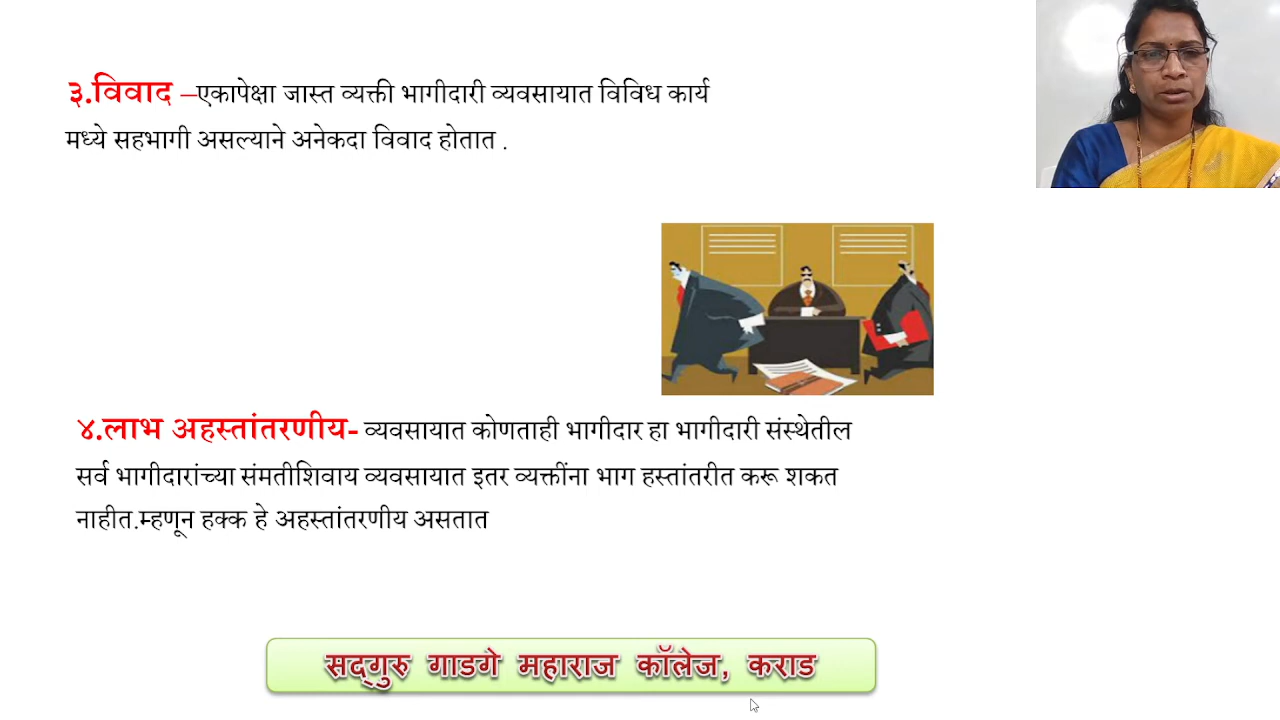 ३.विवाद –एकापेक्षा जास्त व्यक्ती भागीदारी व्यवसायात विविध कार्य
मध्ये सहभागी असल्याने अनेकदा विवाद होतात .
४.लाभ अहस्तांतरणीय- व्यवसायात कोणताही भागीदार हा भागीदारी संस्थेतील
सर्व भागीदारांच्या संमतीशिवाय व्यवसायात इतर व्यक्तींना भाग हस्तांतरीत करू शकत
नाहीत.म्हणून हक्क हे अहस्तांतरणीय असतात
सद्‌गुरु गाडगे महाराज कॉलेज, कराड